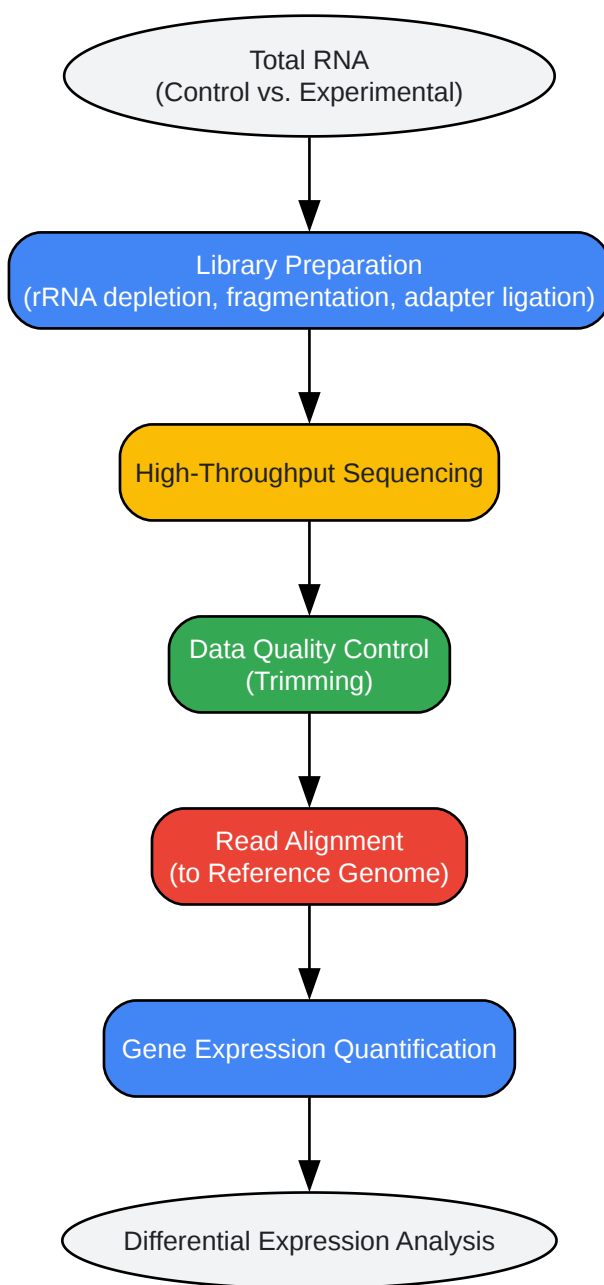 Total RNA
(Control vs. Experimental)
Library Preparation
(rRNA depletion, fragmentation, adapter ligation)
High-Throughput Sequencing
Data Quality Control
(Trimming)
Read Alignment
(to Reference Genome)
Gene Expression Quantification
Differential Expression Analysis